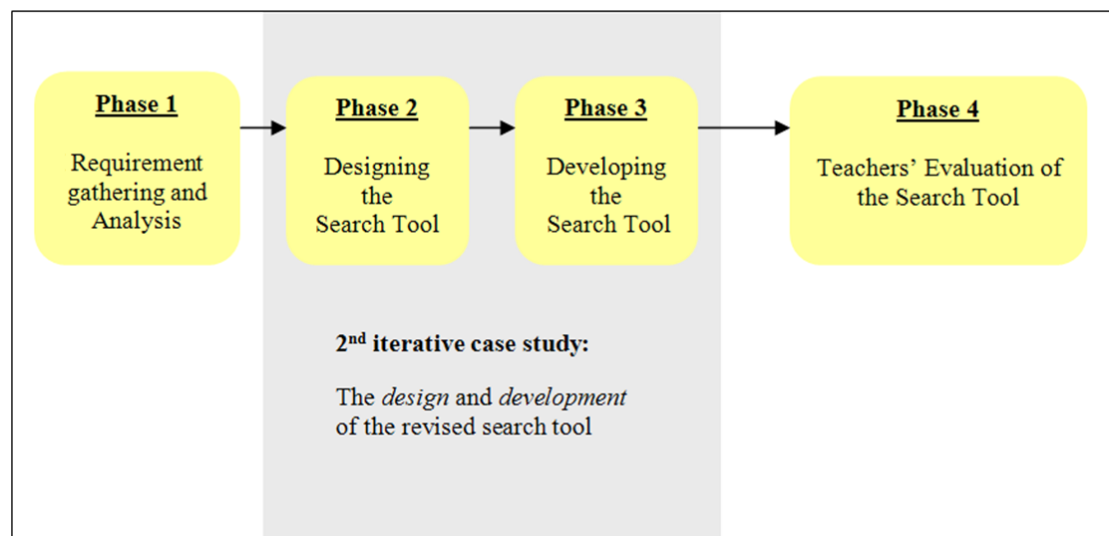 Phase 1
Requirement
gathering and
Analysis
Phase 2
Designing
the
Search Tool
Phase 3
Developing
the
Search Tool
Phase 4
Teachers’ Evaluation of
the Search Tool
2nd iterative case study:
The design and development
of the revised search tool